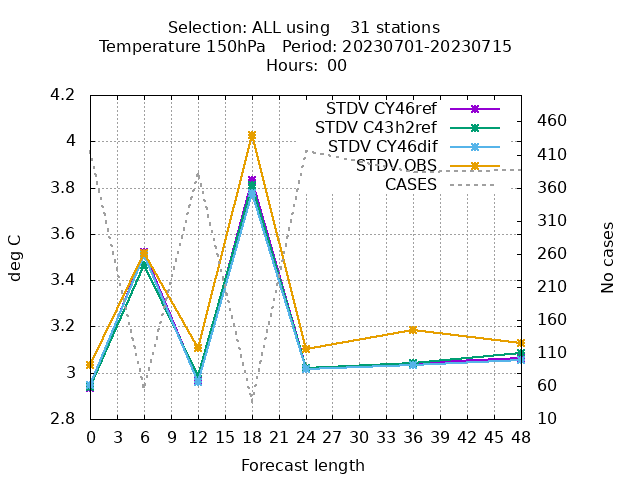 Selection: ALL using    31 stations
Temperature 150hPa   Period: 20230701-20230715
Hours: 00
STDV CY46ref
STDV C43h2ref
STDV CY46dif
STDV OBS
CASES
4.2
4
3.8
3.6
3.4
3.2
3
2.8
deg C
460
410
360
310
260
210
160
110
60
10
No cases
0 3 6 9 12 15 18 21 24 27 30 33 36 39 42 45 48
Forecast length